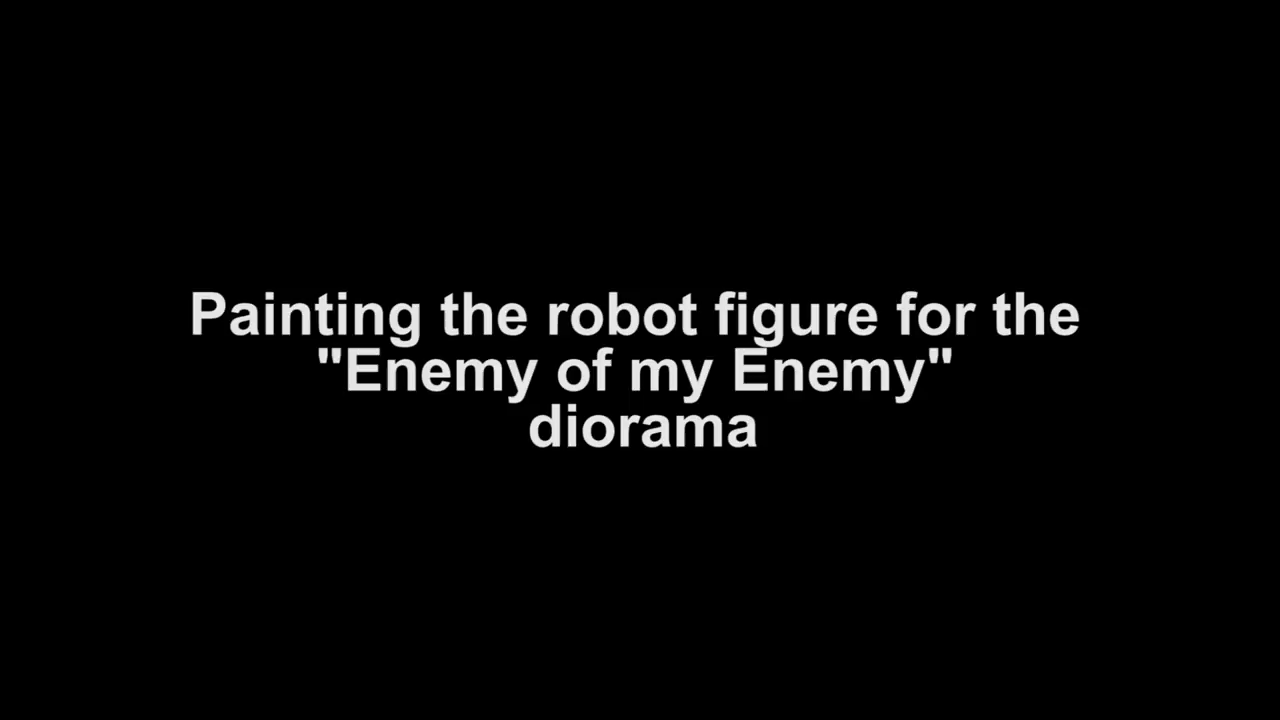 Painting the robot figure for the
"Enemy of my Enemy"
diorama